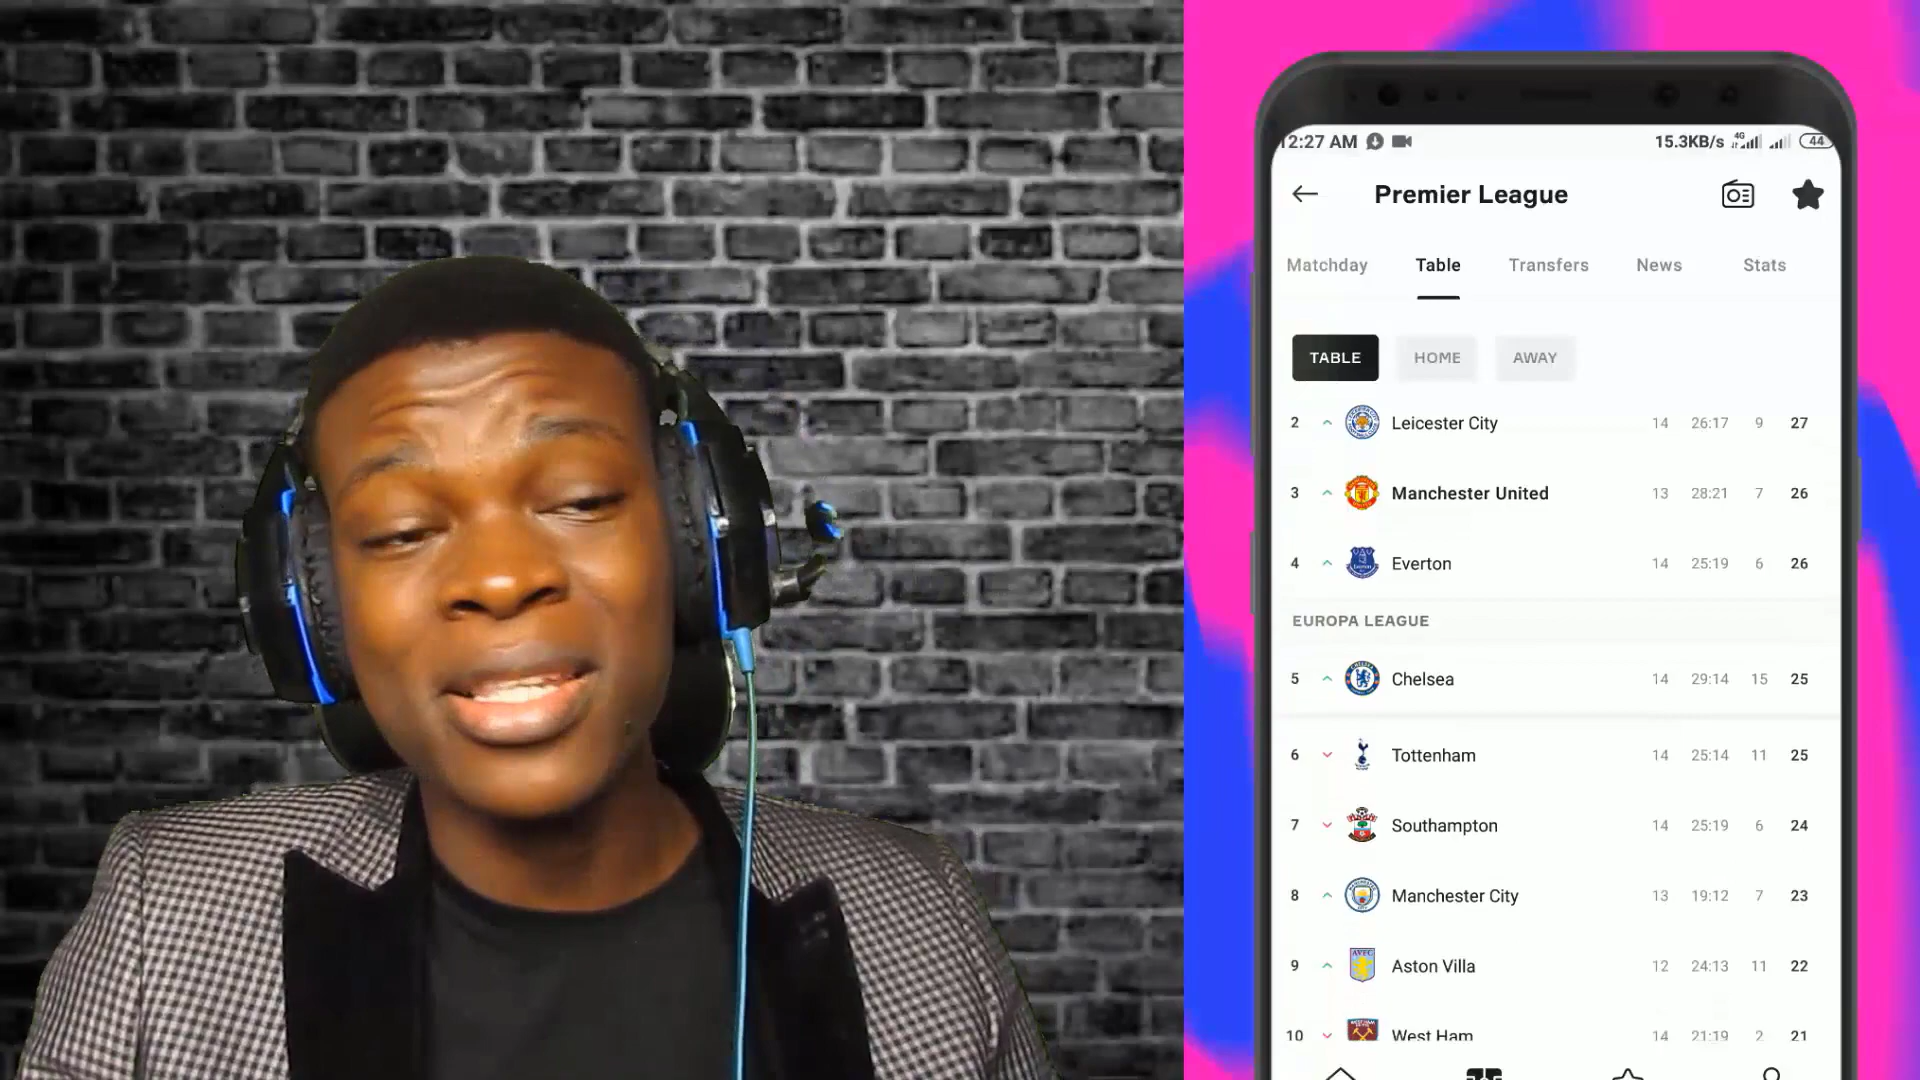 12:27 AM 15.3KB/s 4G 44
Premier League
Matchday Table Transfers News Stats
TABLE HOME AWAY
2 Leicester City 14 26:17 9 27
3 Manchester United 13 28:21 7 26
4 Everton 14 25:19 6 26
EUROPA LEAGUE
5 Chelsea 14 29:14 15 25
6 Tottenham 14 25:14 11 25
7 Southampton 14 25:19 6 24
8 Manchester City 13 19:12 7 23
9 Aston Villa 12 24:13 11 22
10 West Ham 14 21:19 2 21